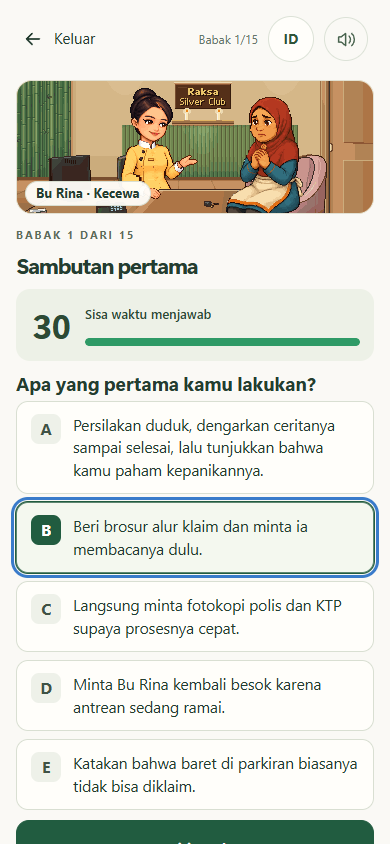 Keluar
Babak 1/15
ID
Raksa
Silver Club
Bu Rina · Kecewa
BABAK 1 DARI 15
Sambutan pertama
30
Sisa waktu menjawab
Apa yang pertama kamu lakukan?
A
Persilakan duduk, dengarkan ceritanya
sampai selesai, lalu tunjukkan bahwa
kamu paham kepanikannya.
B
Beri brosur alur klaim dan minta ia
membacanya dulu.
C
Langsung minta fotokopi polis dan KTP
supaya prosesnya cepat.
D
Minta Bu Rina kembali besok karena
antrean sedang ramai.
E
Katakan bahwa baret di parkiran biasanya
tidak bisa diklaim.